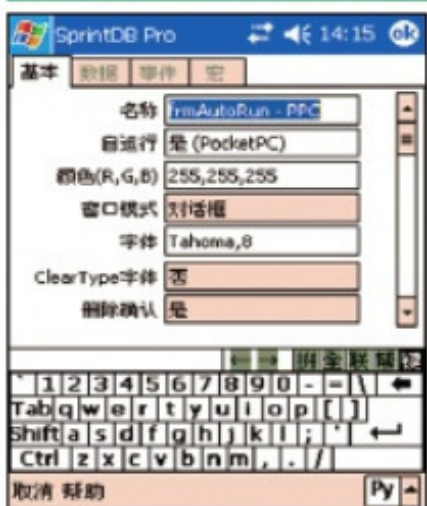 SprintDB Pro 14:15 ok
基本 数据 事件 宏
名称 frmAutoRun - PPC
自运行 是 (PocketPC)
颜色(R,G,B) 255,255,255
窗口模式 对话框
字体 Tahoma,8
ClearType字体 否
删除确认 是
拼 全 联
` 1 2 3 4 5 6 7 8 9 0 - = \
Tab q w e r t y u i o p [ ]
Shift a s d f g h j k l ; '
Ctrl z x c v b n m , . /
取消 帮助 Py